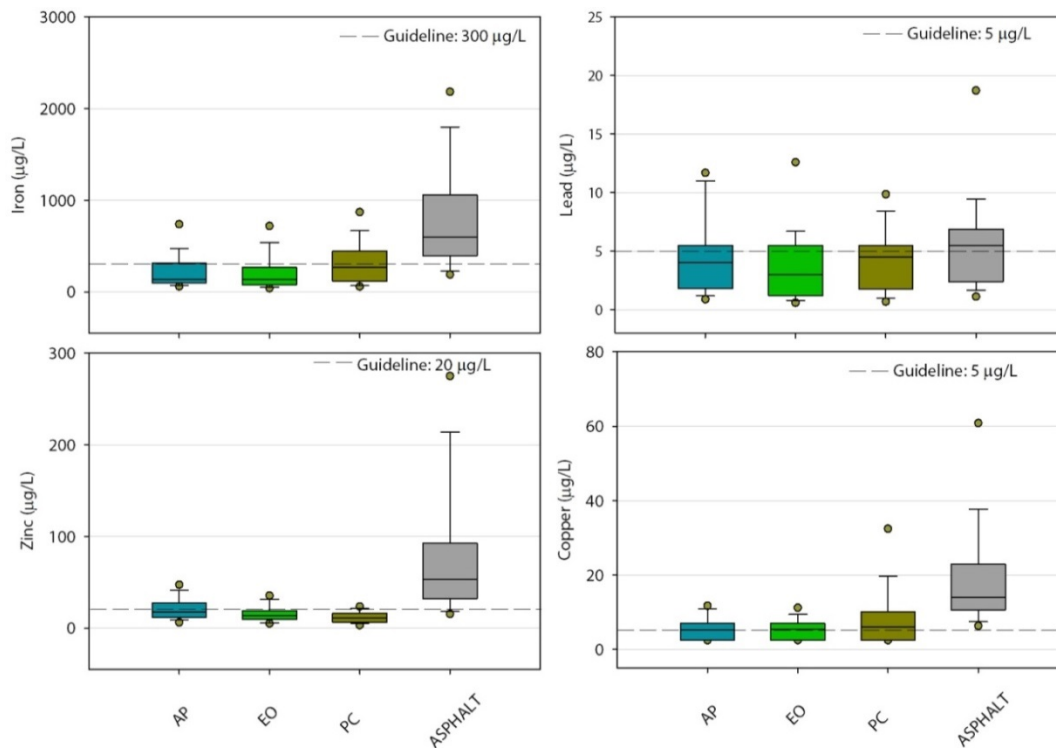 3000
Guideline: 300 µg/L
2000
1000
0
Iron (µg/L)
25
Guideline: 5 µg/L
20
15
10
5
0
Lead (µg/L)
300
Guideline: 20 µg/L
200
100
0
Zinc (µg/L)
AP
EO
PC
ASPHALT
80
Guideline: 5 µg/L
60
40
20
0
Copper (µg/L)
AP
EO
PC
ASPHALT